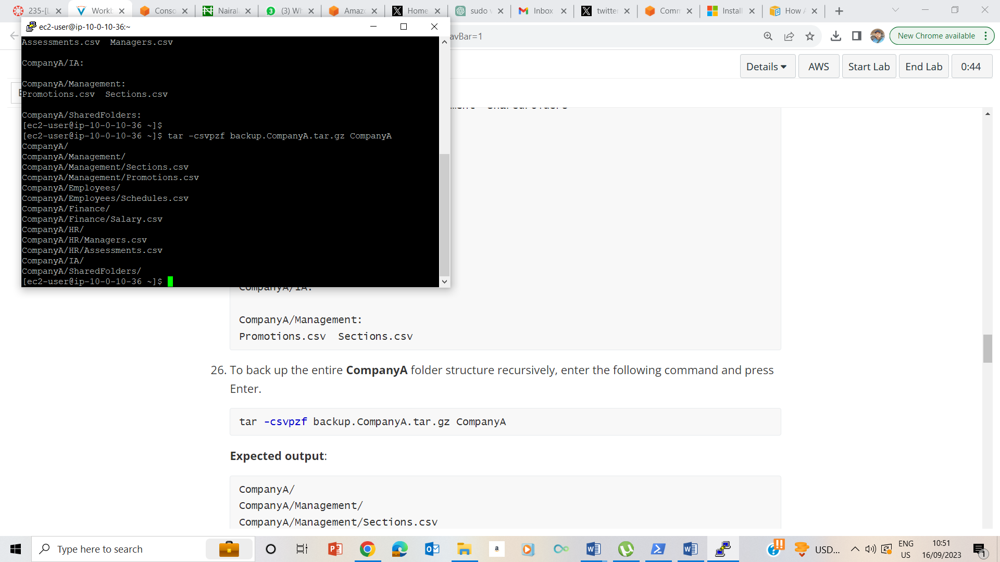 235-[L
Workb
Conso
Naira
(3) Wh
Amazo
Home
sudo v
Inbox
twitter
Comm
Install
How A
ec2-user@ip-10-0-10-36:~
avBar=1
New Chrome available
Assessments.csv  Managers.csv
CompanyA/IA:
CompanyA/Management:
Promotions.csv  Sections.csv
CompanyA/SharedFolders:
[ec2-user@ip-10-0-10-36 ~]$
[ec2-user@ip-10-0-10-36 ~]$ tar -csvpzf backup.CompanyA.tar.gz CompanyA
CompanyA/
CompanyA/Management/
CompanyA/Management/Sections.csv
CompanyA/Management/Promotions.csv
CompanyA/Employees/
CompanyA/Employees/Schedules.csv
CompanyA/Finance/
CompanyA/Finance/Salary.csv
CompanyA/HR/
CompanyA/HR/Managers.csv
CompanyA/HR/Assessments.csv
CompanyA/IA/
CompanyA/SharedFolders/
[ec2-user@ip-10-0-10-36 ~]$
Details
AWS
Start Lab
End Lab
0:44
CompanyA/IA:
CompanyA/Management:
Promotions.csv  Sections.csv
26. To back up the entire CompanyA folder structure recursively, enter the following command and press
Enter.
tar -csvpzf backup.CompanyA.tar.gz CompanyA
Expected output:
CompanyA/
CompanyA/Management/
CompanyA/Management/Sections.csv
Type here to search
USD...
ENG
US
10:51
16/09/2023
1